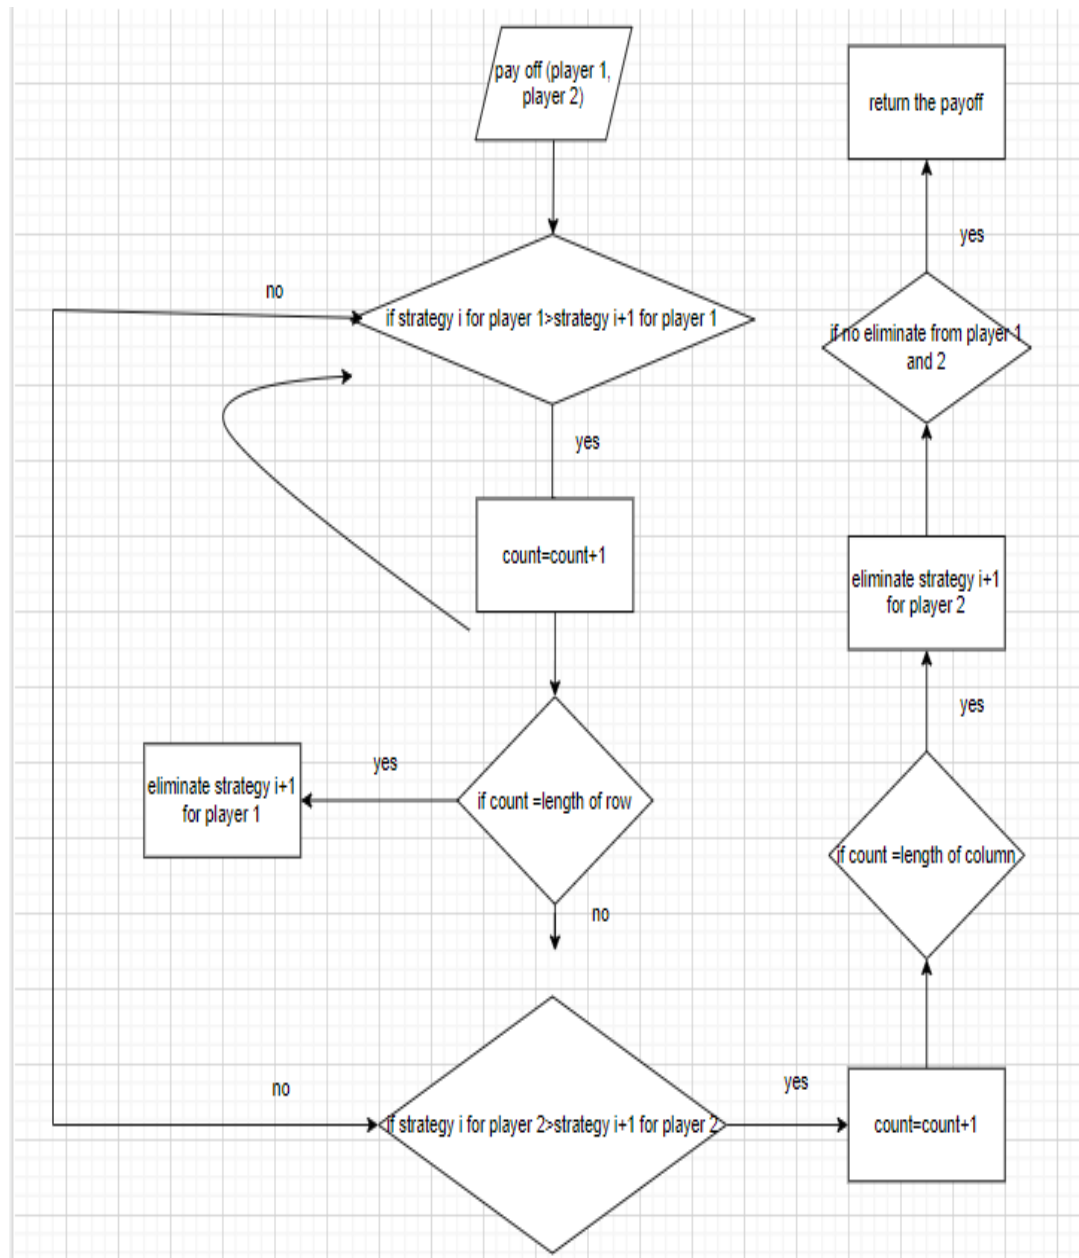 pay off (player 1,
player 2)
no
if strategy i for player 1>strategy i+1 for player 1
yes
count=count+1
yes
eliminate strategy i+1
for player 1
if count =length of row
no
no
if strategy i for player 2>strategy i+1 for player 2
yes
count=count+1
if count =length of column
yes
eliminate strategy i+1
for player 2
if no eliminate from player 1
and 2
yes
return the payoff